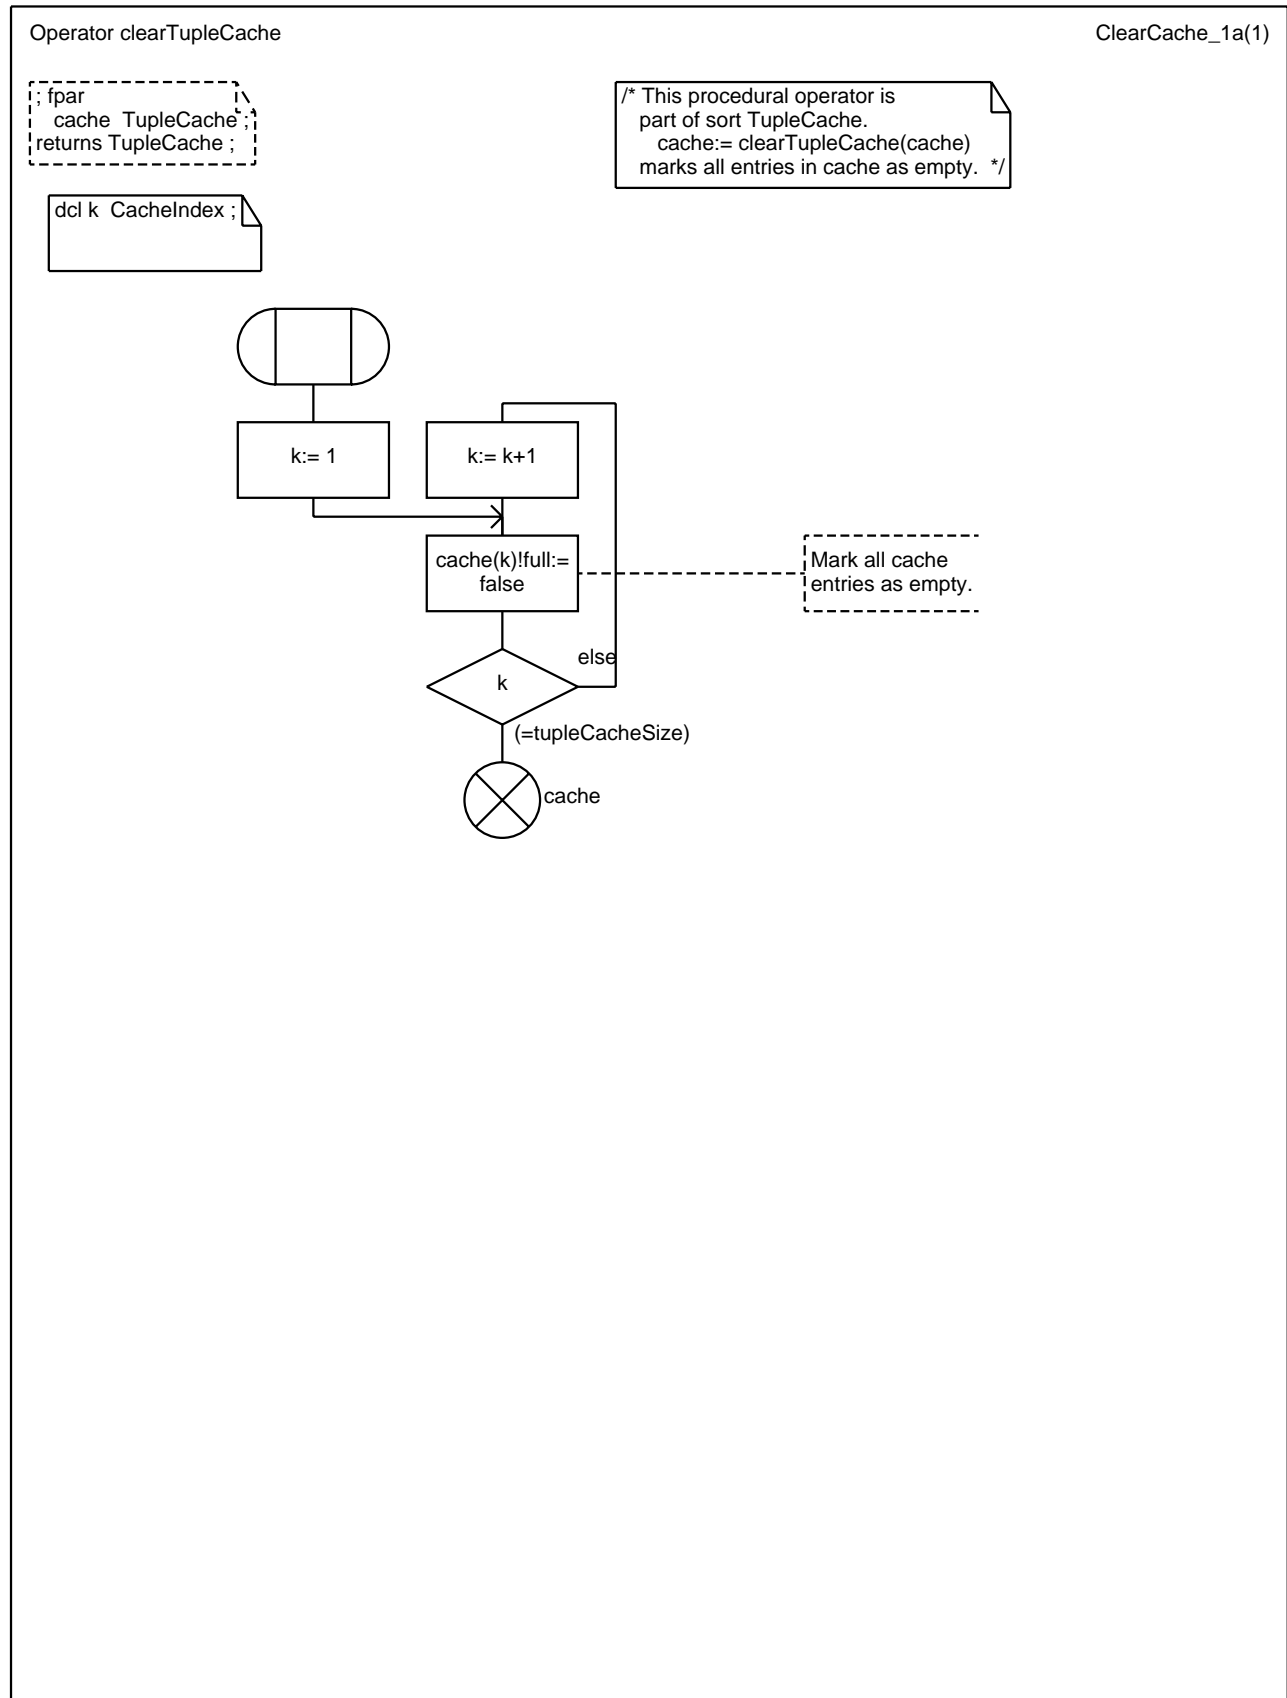 Operator clearTupleCache
ClearCache_1a(1)
; fpar
cache  TupleCache ;
returns TupleCache ;
/* This procedural operator is
part of sort TupleCache.
cache:= clearTupleCache(cache)
marks all entries in cache as empty.  */
dcl k  CacheIndex ;
k:= 1
k:= k+1
cache(k)!full:=
false
Mark all cache
entries as empty.
else
k
(=tupleCacheSize)
cache